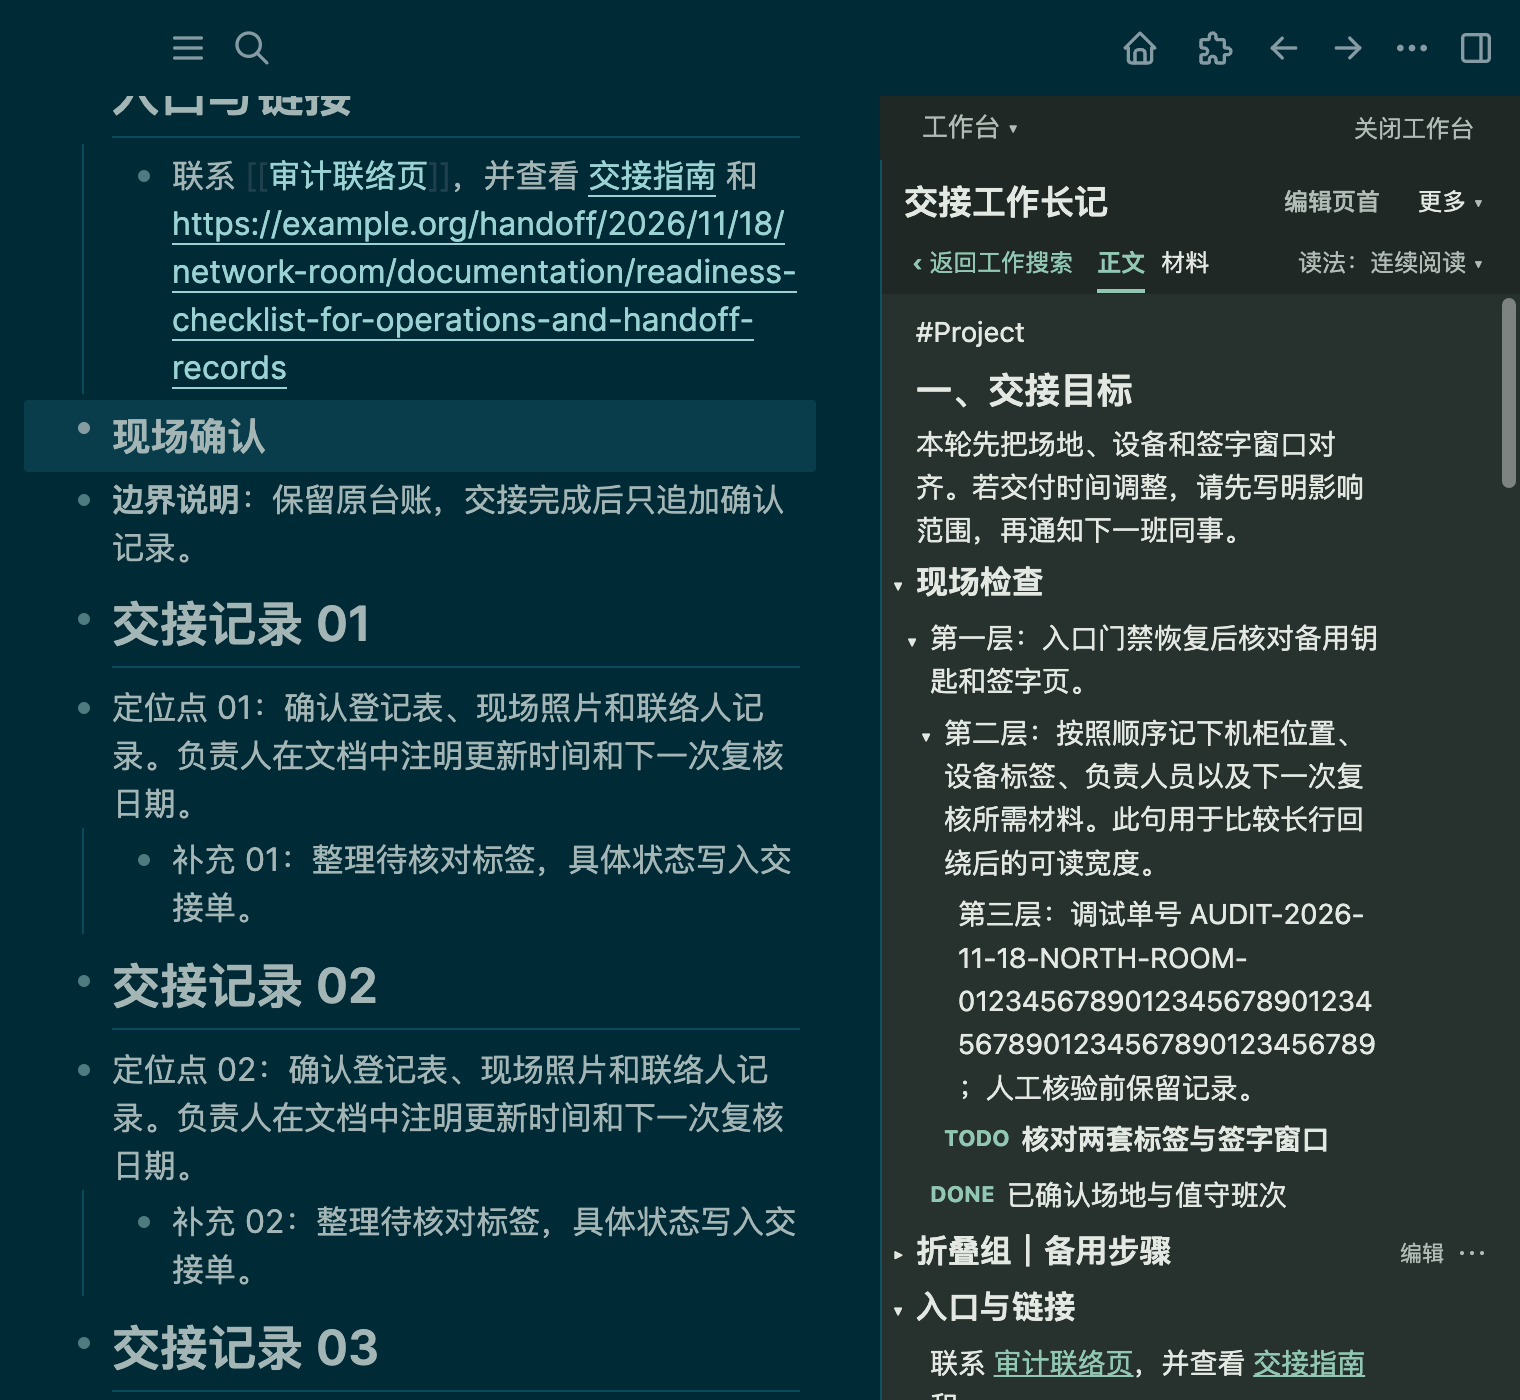 入口与链接
联系 [[审计联络页]]，并查看 交接指南 和
https://example.org/handoff/2026/11/18/
network-room/documentation/readiness-
checklist-for-operations-and-handoff-
records
现场确认
边界说明：保留原台账，交接完成后只追加确认
记录。
交接记录 01
定位点 01：确认登记表、现场照片和联络人记
录。负责人在文档中注明更新时间和下一次复核
日期。
补充 01：整理待核对标签，具体状态写入交
接单。
交接记录 02
定位点 02：确认登记表、现场照片和联络人记
录。负责人在文档中注明更新时间和下一次复核
日期。
补充 02：整理待核对标签，具体状态写入交
接单。
交接记录 03
工作台 ▾
关闭工作台
交接工作长记
编辑页首
更多 ▾
‹ 返回工作搜索
正文
材料
读法：连续阅读 ▾
#Project
一、交接目标
本轮先把场地、设备和签字窗口对
齐。若交付时间调整，请先写明影响
范围，再通知下一班同事。
现场检查
第一层：入口门禁恢复后核对备用钥
匙和签字页。
第二层：按照顺序记下机柜位置、
设备标签、负责人员以及下一次复
核所需材料。此句用于比较长行回
绕后的可读宽度。
第三层：调试单号 AUDIT-2026-
11-18-NORTH-ROOM-
0123456789012345678901234
5678901234567890123456789
；人工核验前保留记录。
TODO 核对两套标签与签字窗口
DONE 已确认场地与值守班次
折叠组｜备用步骤
编辑 ···
入口与链接
联系 审计联络页，并查看 交接指南
和